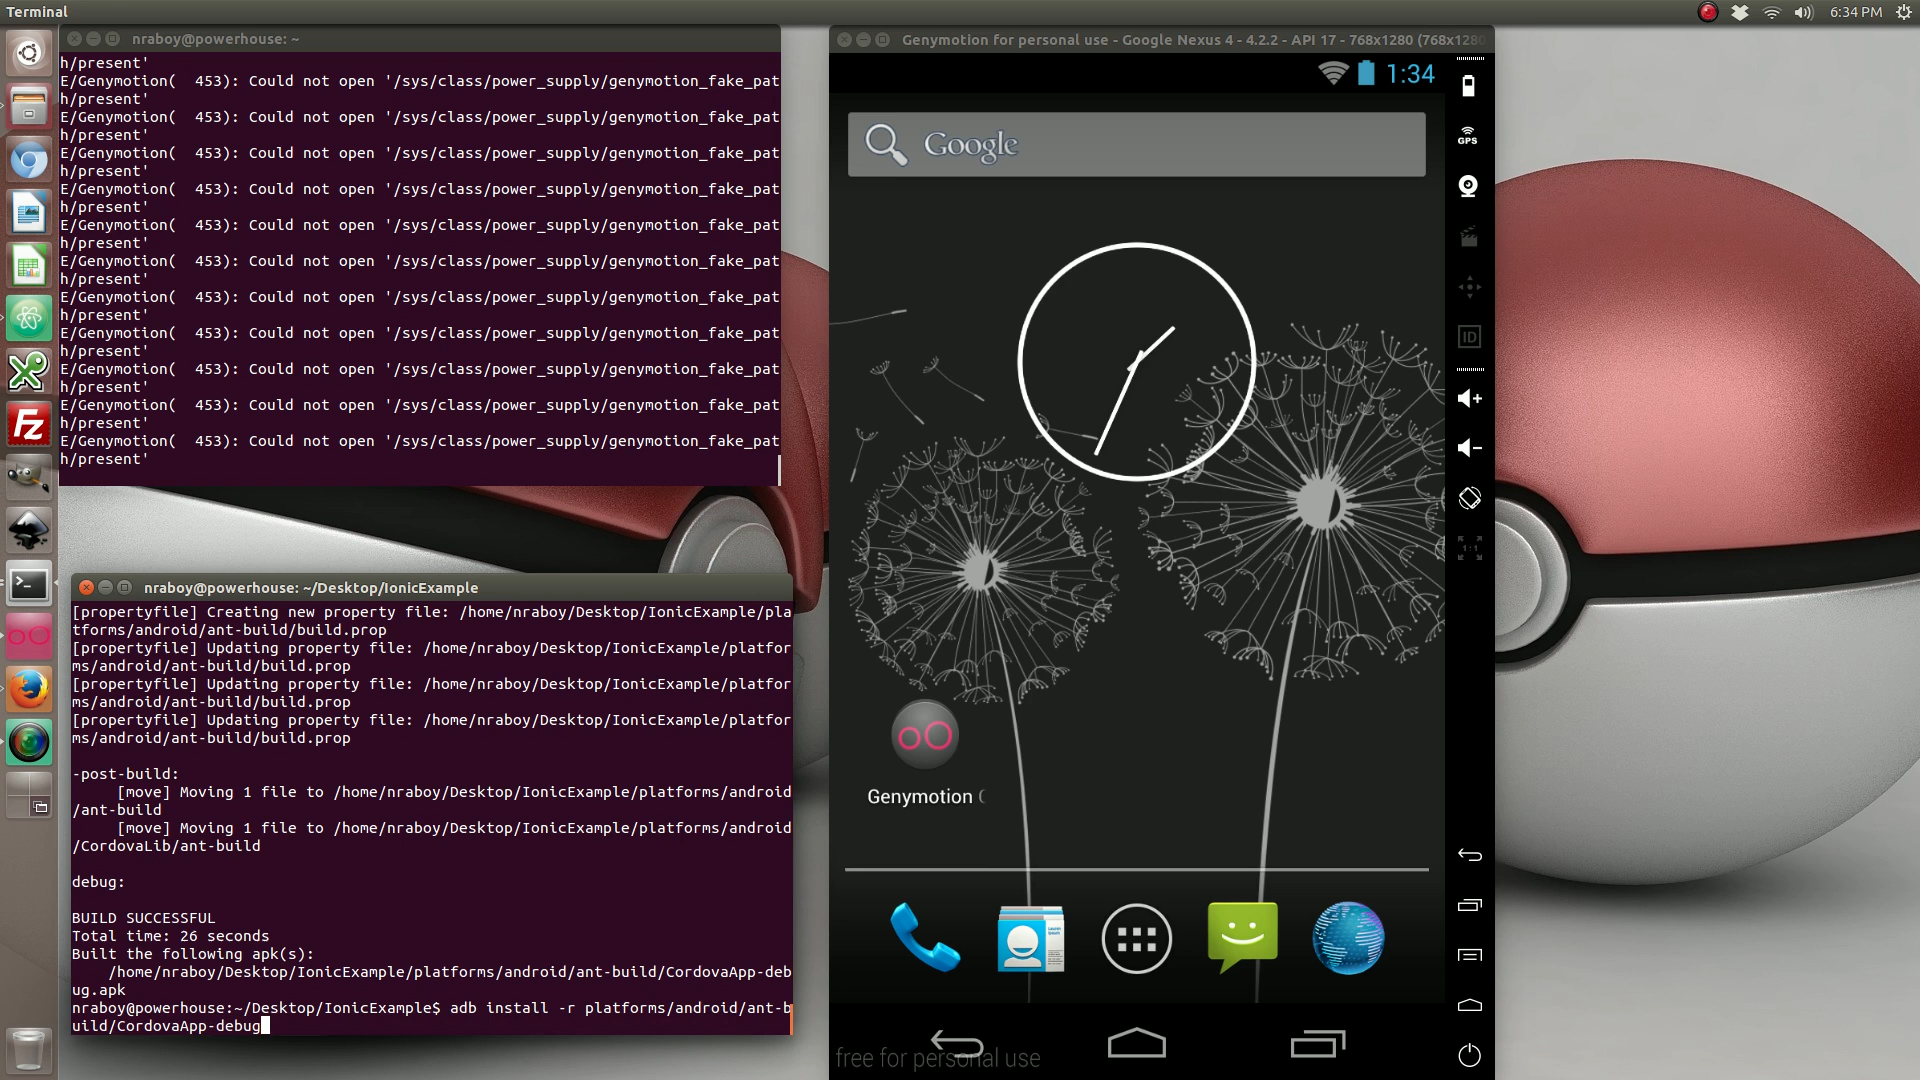 Terminal
6:34 PM
nraboy@powerhouse: ~
h/present'
E/Genymotion(  453): Could not open '/sys/class/power_supply/genymotion_fake_pat
h/present'
E/Genymotion(  453): Could not open '/sys/class/power_supply/genymotion_fake_pat
h/present'
E/Genymotion(  453): Could not open '/sys/class/power_supply/genymotion_fake_pat
h/present'
E/Genymotion(  453): Could not open '/sys/class/power_supply/genymotion_fake_pat
h/present'
E/Genymotion(  453): Could not open '/sys/class/power_supply/genymotion_fake_pat
h/present'
E/Genymotion(  453): Could not open '/sys/class/power_supply/genymotion_fake_pat
h/present'
E/Genymotion(  453): Could not open '/sys/class/power_supply/genymotion_fake_pat
h/present'
E/Genymotion(  453): Could not open '/sys/class/power_supply/genymotion_fake_pat
h/present'
E/Genymotion(  453): Could not open '/sys/class/power_supply/genymotion_fake_pat
h/present'
E/Genymotion(  453): Could not open '/sys/class/power_supply/genymotion_fake_pat
h/present'
E/Genymotion(  453): Could not open '/sys/class/power_supply/genymotion_fake_pat
h/present'
nraboy@powerhouse: ~/Desktop/IonicExample
[propertyfile] Creating new property file: /home/nraboy/Desktop/IonicExample/pla
tforms/android/ant-build/build.prop
[propertyfile] Updating property file: /home/nraboy/Desktop/IonicExample/platfor
ms/android/ant-build/build.prop
[propertyfile] Updating property file: /home/nraboy/Desktop/IonicExample/platfor
ms/android/ant-build/build.prop
[propertyfile] Updating property file: /home/nraboy/Desktop/IonicExample/platfor
ms/android/ant-build/build.prop
-post-build:
[move] Moving 1 file to /home/nraboy/Desktop/IonicExample/platforms/android
/ant-build
[move] Moving 1 file to /home/nraboy/Desktop/IonicExample/platforms/android
/CordovaLib/ant-build
debug:
BUILD SUCCESSFUL
Total time: 26 seconds
Built the following apk(s):
/home/nraboy/Desktop/IonicExample/platforms/android/ant-build/CordovaApp-deb
ug.apk
nraboy@powerhouse:~/Desktop/IonicExample$ adb install -r platforms/android/ant-b
uild/CordovaApp-debug
Genymotion for personal use - Google Nexus 4 - 4.2.2 - API 17 - 768x1280 (768x1280
1:34
Google
Genymotion
free for personal use
GPS
ID
1:1
Fz